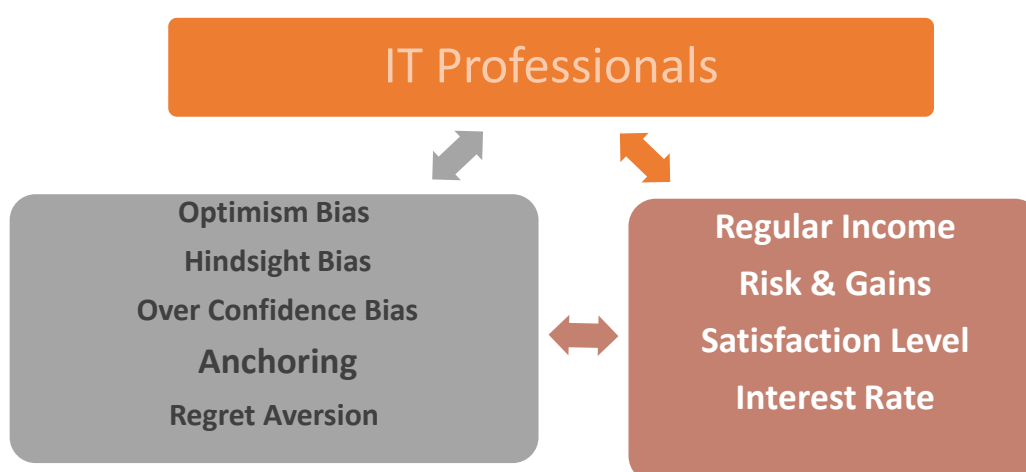 IT Professionals
Optimism Bias
Hindsight Bias
Over Confidence Bias
Anchoring
Regret Aversion
Regular Income
Risk & Gains
Satisfaction Level
Interest Rate